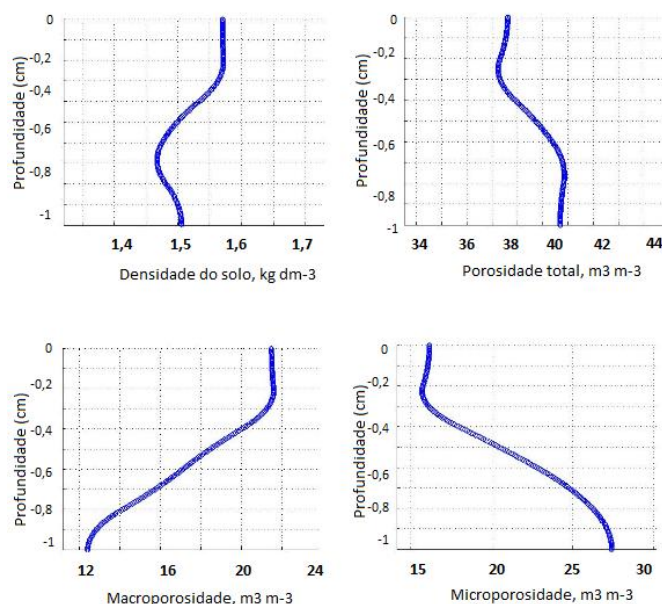 0
-0,2
-0,4
-0,6
-0,8
-1
Profundidade (cm)
1,4 1,5 1,6 1,7
Densidade do solo, kg dm-3
0
-0,2
-0,4
-0,6
-0,8
-1
Profundidade (cm)
34 36 38 40 42 44
Porosidade total, m3 m-3
0
-0,2
-0,4
-0,6
-0,8
-1
Profundidade (cm)
12 16 20 24
Macroporosidade, m3 m-3
0
-0,2
-0,4
-0,6
-0,8
-1
Profundidade (cm)
15 20 25 30
Microporosidade, m3 m-3